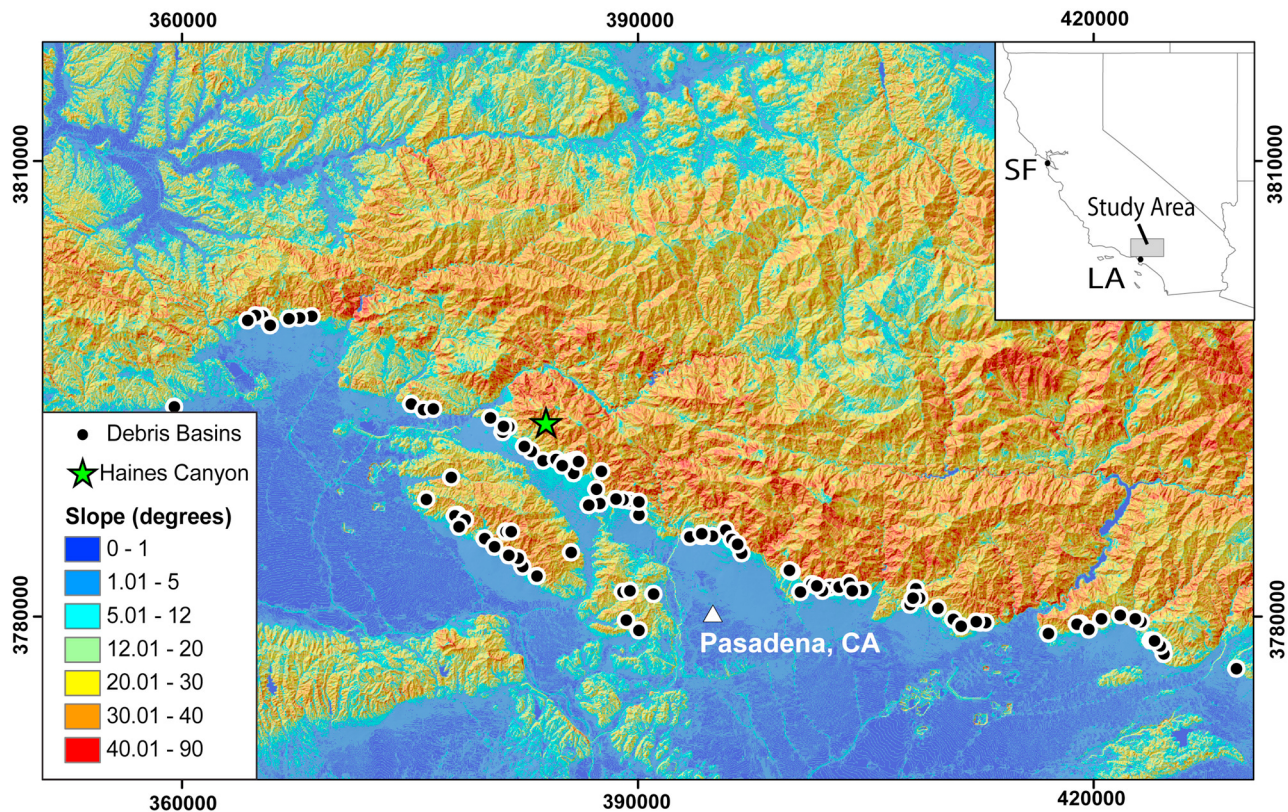 360000
390000
420000
3810000
3810000
SF
Study Area
LA
Debris Basins
Haines Canyon
Slope (degrees)
0 - 1
1.01 - 5
5.01 - 12
12.01 - 20
20.01 - 30
30.01 - 40
40.01 - 90
Pasadena, CA
3780000
3780000
360000
390000
420000